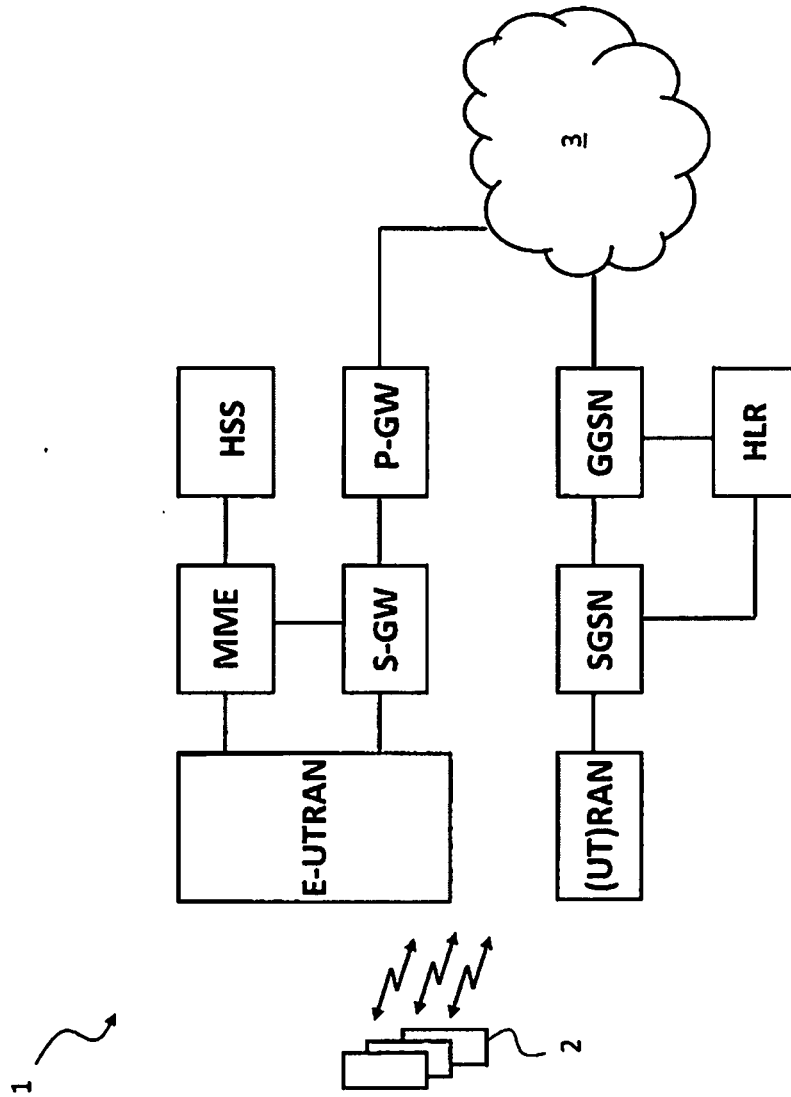 1
E-UTRAN
MME
HSS
S-GW
P-GW
3
2
(UT)RAN
SGSN
GGSN
HLR